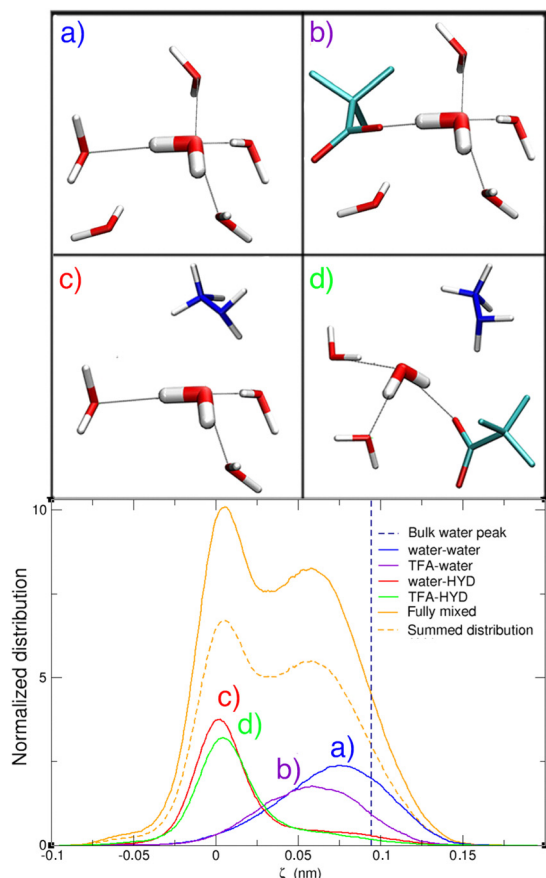 a)
b)
c)
d)
10
5
0
Normalized distribution
Bulk water peak
water-water
TFA-water
water-HYD
TFA-HYD
Fully mixed
Summed distribution
c)
d)
b)
a)
-0.1
-0.05
0
0.05
0.1
0.15
ζ (nm)